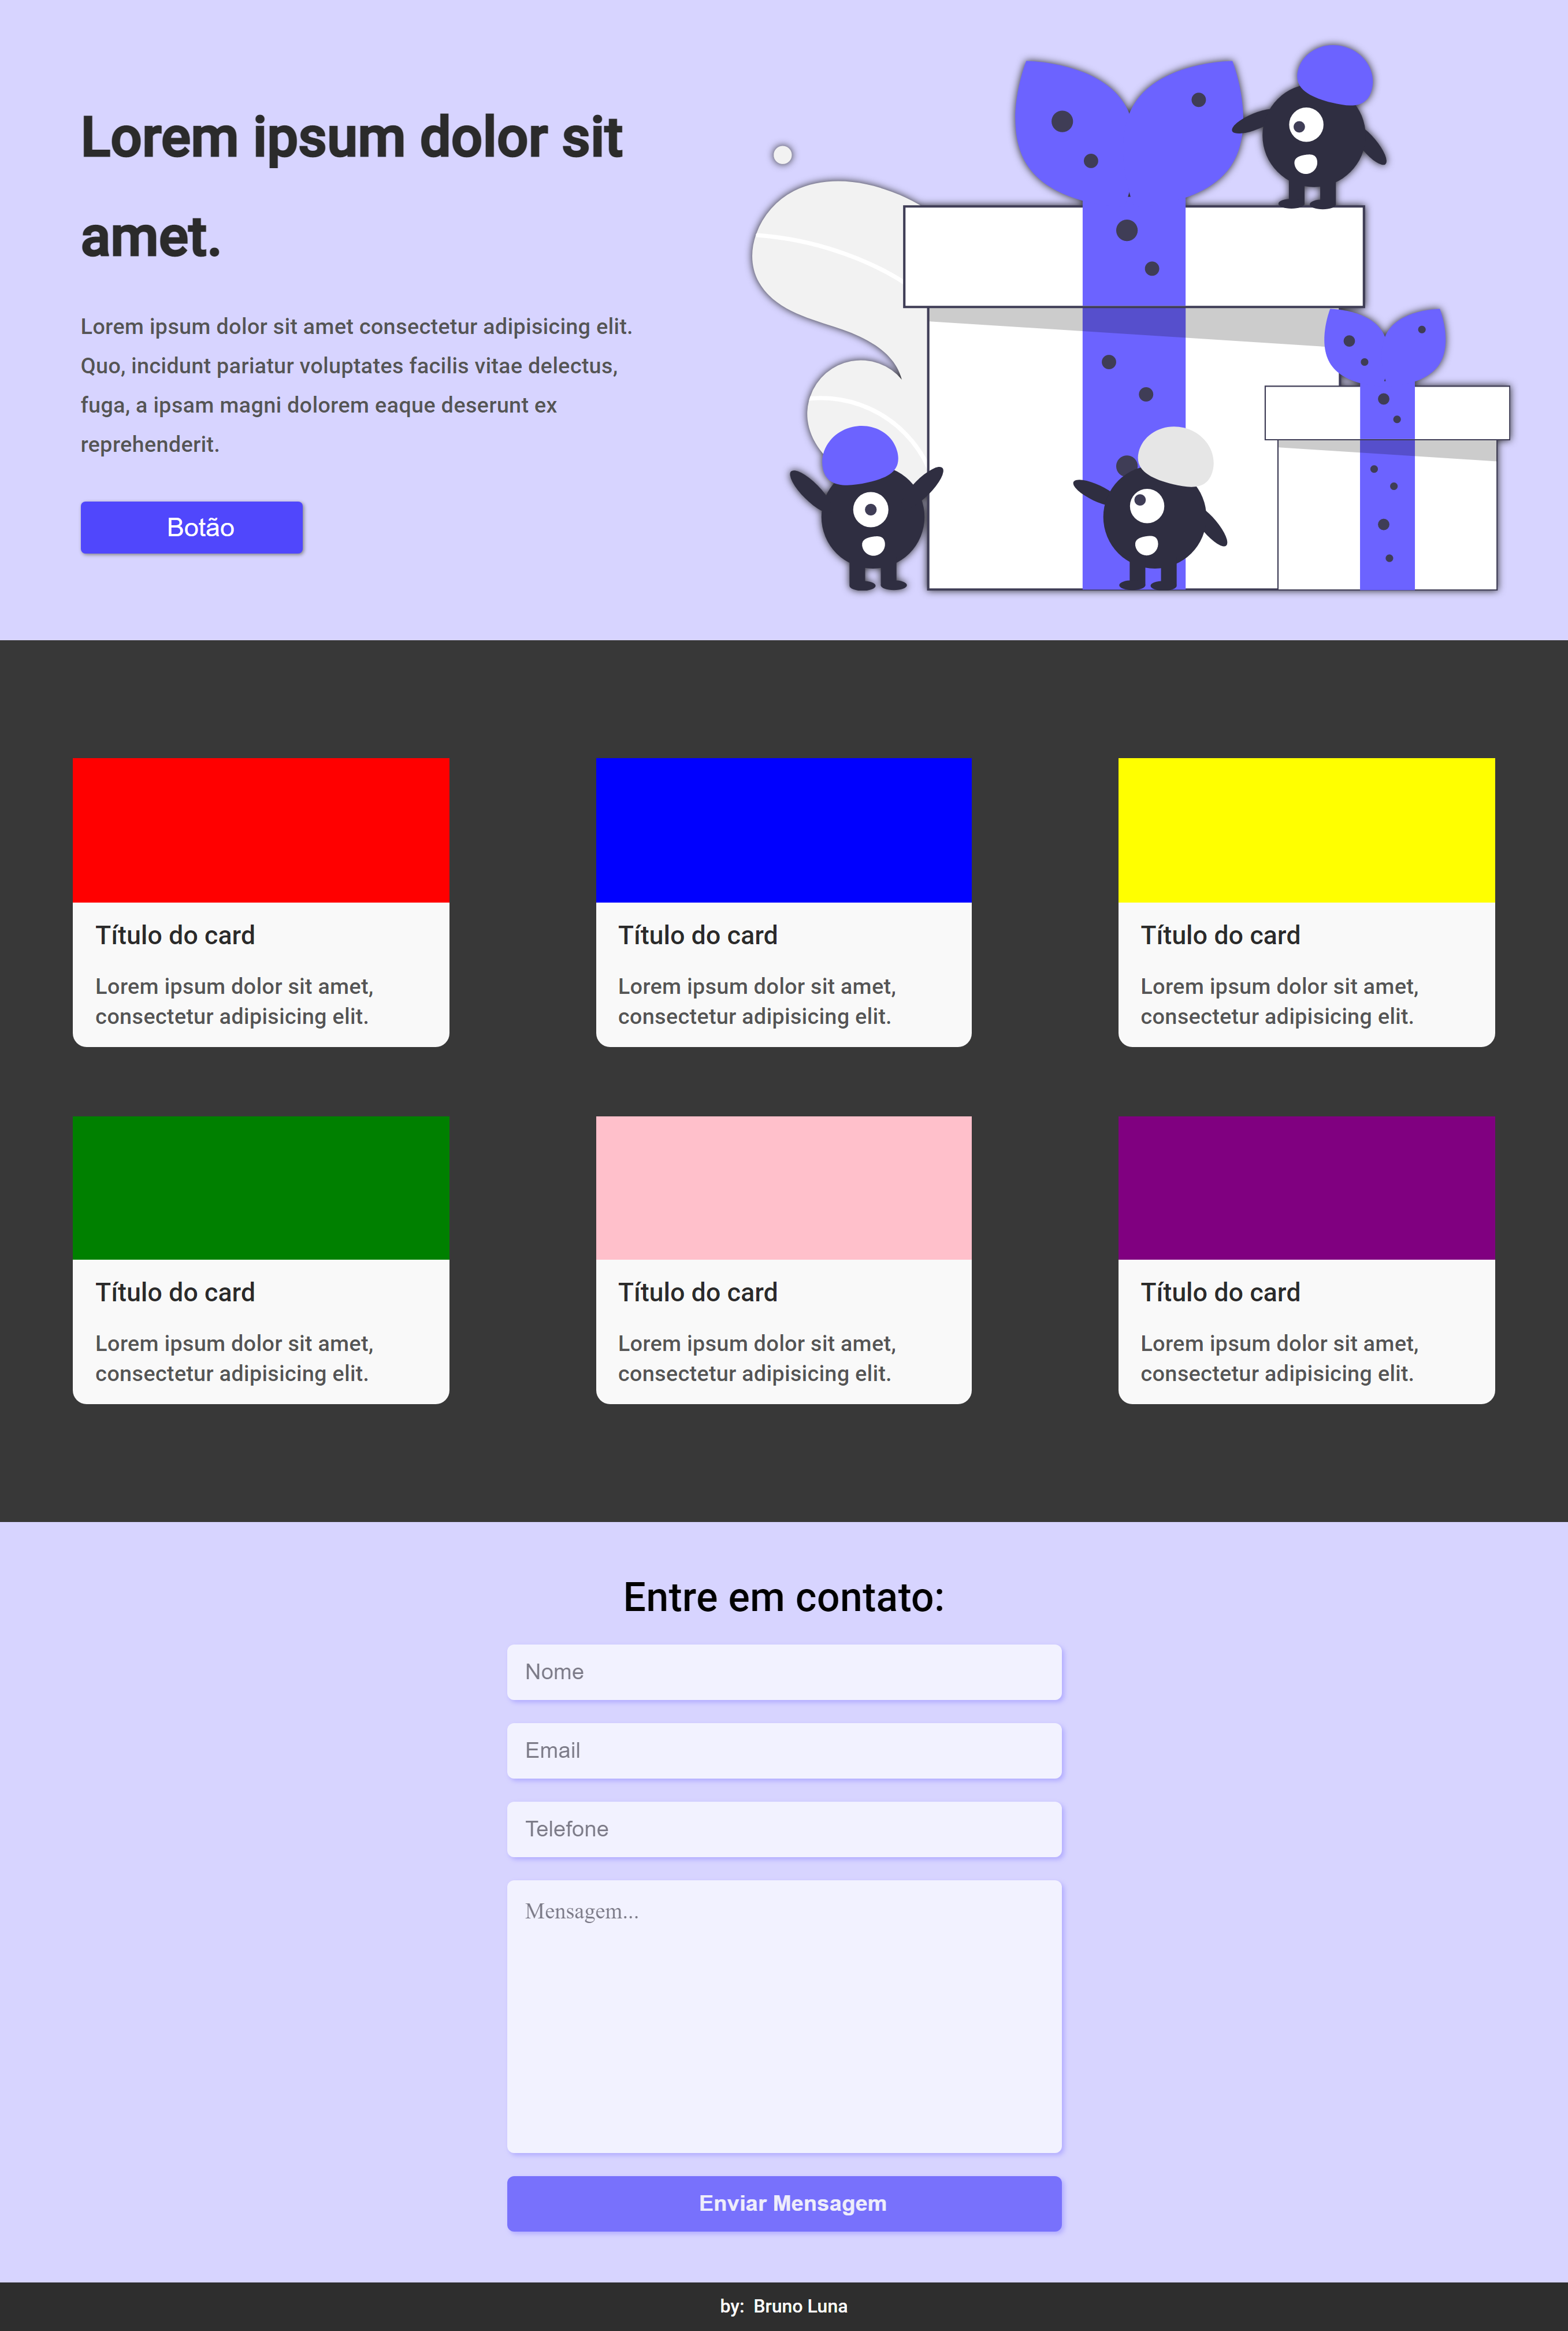 Lorem ipsum dolor sit
amet.
Lorem ipsum dolor sit amet consectetur adipisicing elit.
Quo, incidunt pariatur voluptates facilis vitae delectus,
fuga, a ipsam magni dolorem eaque deserunt ex
reprehenderit.
Botão
Título do card
Lorem ipsum dolor sit amet,
consectetur adipisicing elit.
Título do card
Lorem ipsum dolor sit amet,
consectetur adipisicing elit.
Título do card
Lorem ipsum dolor sit amet,
consectetur adipisicing elit.
Título do card
Lorem ipsum dolor sit amet,
consectetur adipisicing elit.
Título do card
Lorem ipsum dolor sit amet,
consectetur adipisicing elit.
Título do card
Lorem ipsum dolor sit amet,
consectetur adipisicing elit.
Entre em contato:
Nome
Email
Telefone
Mensagem...
Enviar Mensagem
by: Bruno Luna